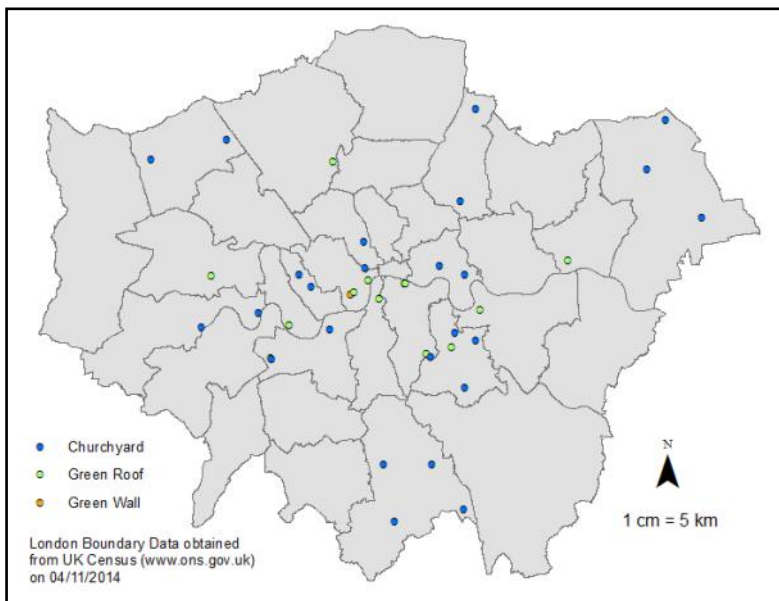 Churchyard
Green Roof
Green Wall
London Boundary Data obtained
from UK Census (www.ons.gov.uk)
on 04/11/2014
N
1 cm = 5 km